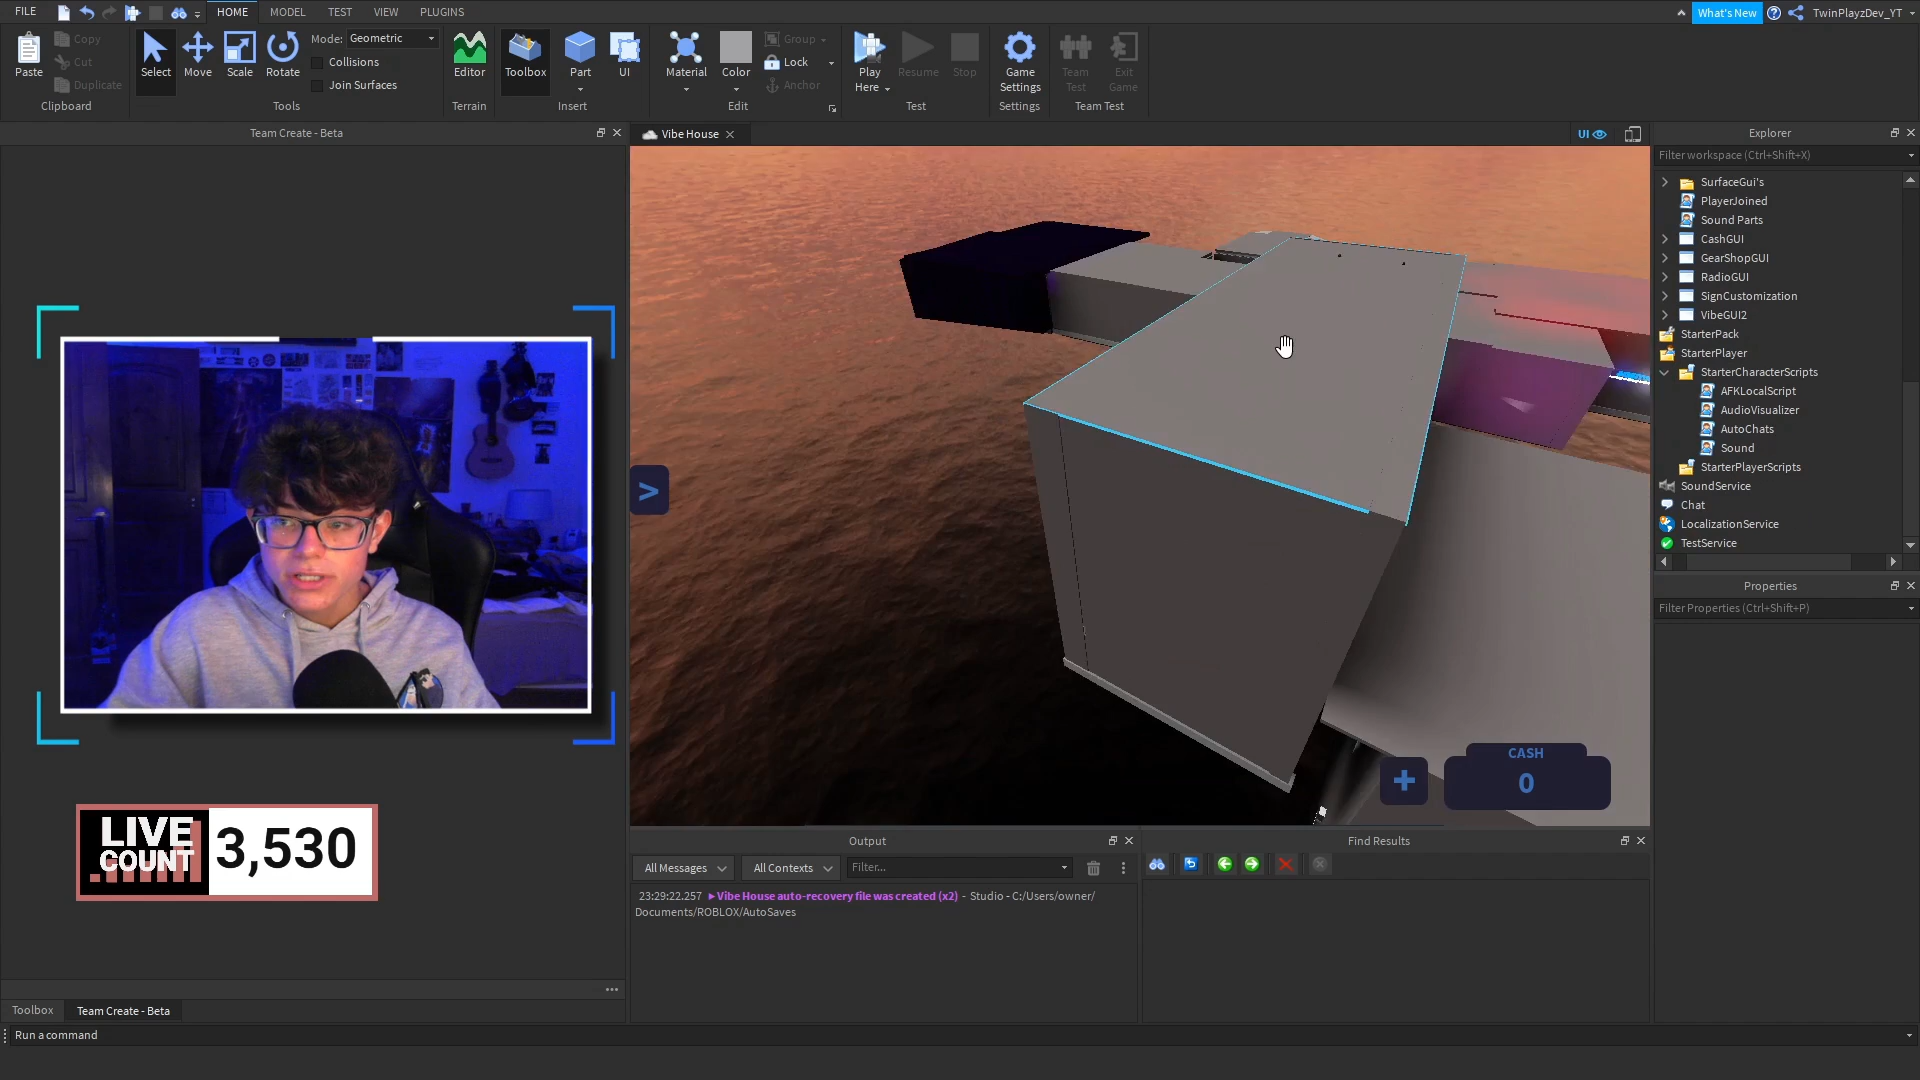 FILE
HOME
MODEL
TEST
VIEW
PLUGINS
What's New
TwinPlayzDev_YT
Paste
Copy
Cut
Duplicate
Clipboard
Select
Move
Scale
Rotate
Mode: Geometric
Collisions
Join Surfaces
Tools
Editor
Terrain
Toolbox
Part
UI
Insert
Material
Color
Group
Lock
Anchor
Edit
Play
Here
Resume
Stop
Test
Game
Settings
Settings
Team
Test
Exit
Game
Team Test
Team Create - Beta
Vibe House
UI
Explorer
Filter workspace (Ctrl+Shift+X)
SurfaceGui's
PlayerJoined
Sound Parts
CashGUI
GearShopGUI
RadioGUI
SignCustomization
VibeGUI2
StarterPack
StarterPlayer
StarterCharacterScripts
AFKLocalScript
AudioVisualizer
AutoChats
Sound
StarterPlayerScripts
SoundService
Chat
LocalizationService
TestService
Properties
Filter Properties (Ctrl+Shift+P)
>
CASH
+
0
LIVE
COUNT
3,530
Output
All Messages
All Contexts
Filter...
23:29:22.257 ▶ Vibe House auto-recovery file was created (x2) - Studio - C:/Users/owner/
Documents/ROBLOX/AutoSaves
Find Results
Toolbox
Team Create - Beta
Run a command